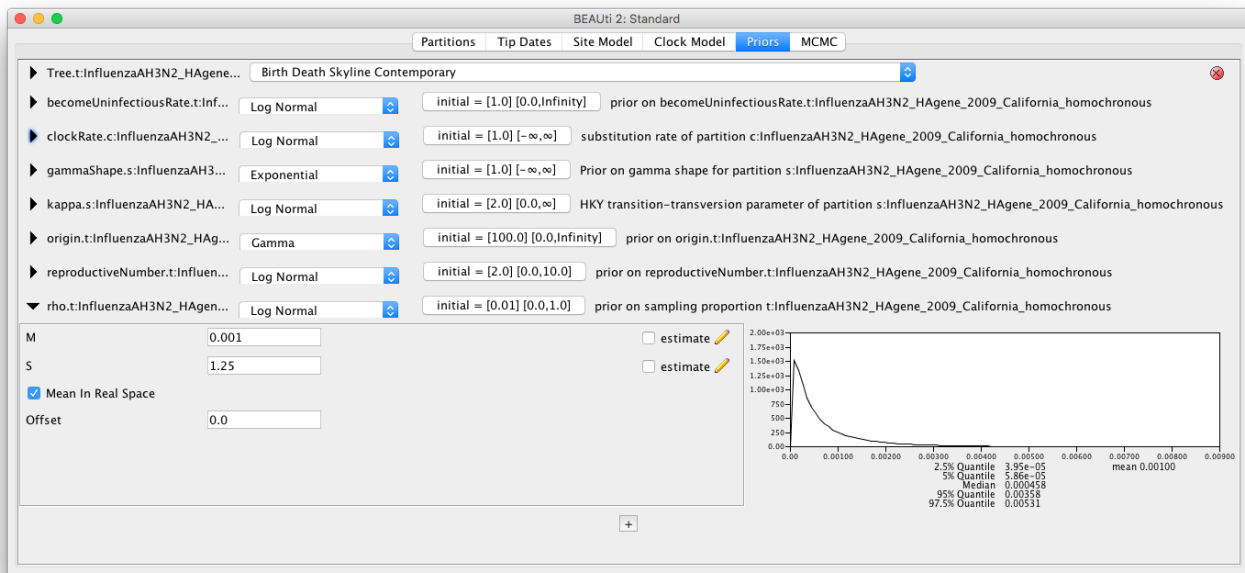 BEAUti 2: Standard
Partitions Tip Dates Site Model Clock Model Priors MCMC
Tree.t:InfluenzaAH3N2_HAgene... Birth Death Skyline Contemporary
becomeUninfectiousRate.t:Inf... Log Normal initial = [1.0] [0.0,Infinity] prior on becomeUninfectiousRate.t:InfluenzaAH3N2_HAgene_2009_California_homochronous
clockRate.c:InfluenzaAH3N2_... Log Normal initial = [1.0] [-∞,∞] substitution rate of partition c:InfluenzaAH3N2_HAgene_2009_California_homochronous
gammaShape.s:InfluenzaAH3... Exponential initial = [1.0] [-∞,∞] Prior on gamma shape for partition s:InfluenzaAH3N2_HAgene_2009_California_homochronous
kappa.s:InfluenzaAH3N2_HA... Log Normal initial = [2.0] [0.0,∞] HKY transition-transversion parameter of partition s:InfluenzaAH3N2_HAgene_2009_California_homochronous
origin.t:InfluenzaAH3N2_HAg... Gamma initial = [100.0] [0.0,Infinity] prior on origin.t:InfluenzaAH3N2_HAgene_2009_California_homochronous
reproductiveNumber.t:Influen... Log Normal initial = [2.0] [0.0,10.0] prior on reproductiveNumber.t:InfluenzaAH3N2_HAgene_2009_California_homochronous
rho.t:InfluenzaAH3N2_HAgen... Log Normal initial = [0.01] [0.0,1.0] prior on sampling proportion t:InfluenzaAH3N2_HAgene_2009_California_homochronous
M 0.001 estimate
S 1.25 estimate
Mean In Real Space
Offset 0.0
2.00e+03
1.75e+03
1.50e+03
1.25e+03
1.00e+03
750
500
250
0.00
0.00 0.00100 0.00200 0.00300 0.00400 0.00500 0.00600 0.00700 0.00800 0.00900
2.5% Quantile 3.95e-05 mean 0.00100
5% Quantile 5.86e-05
Median 0.000458
95% Quantile 0.00358
97.5% Quantile 0.00531
+